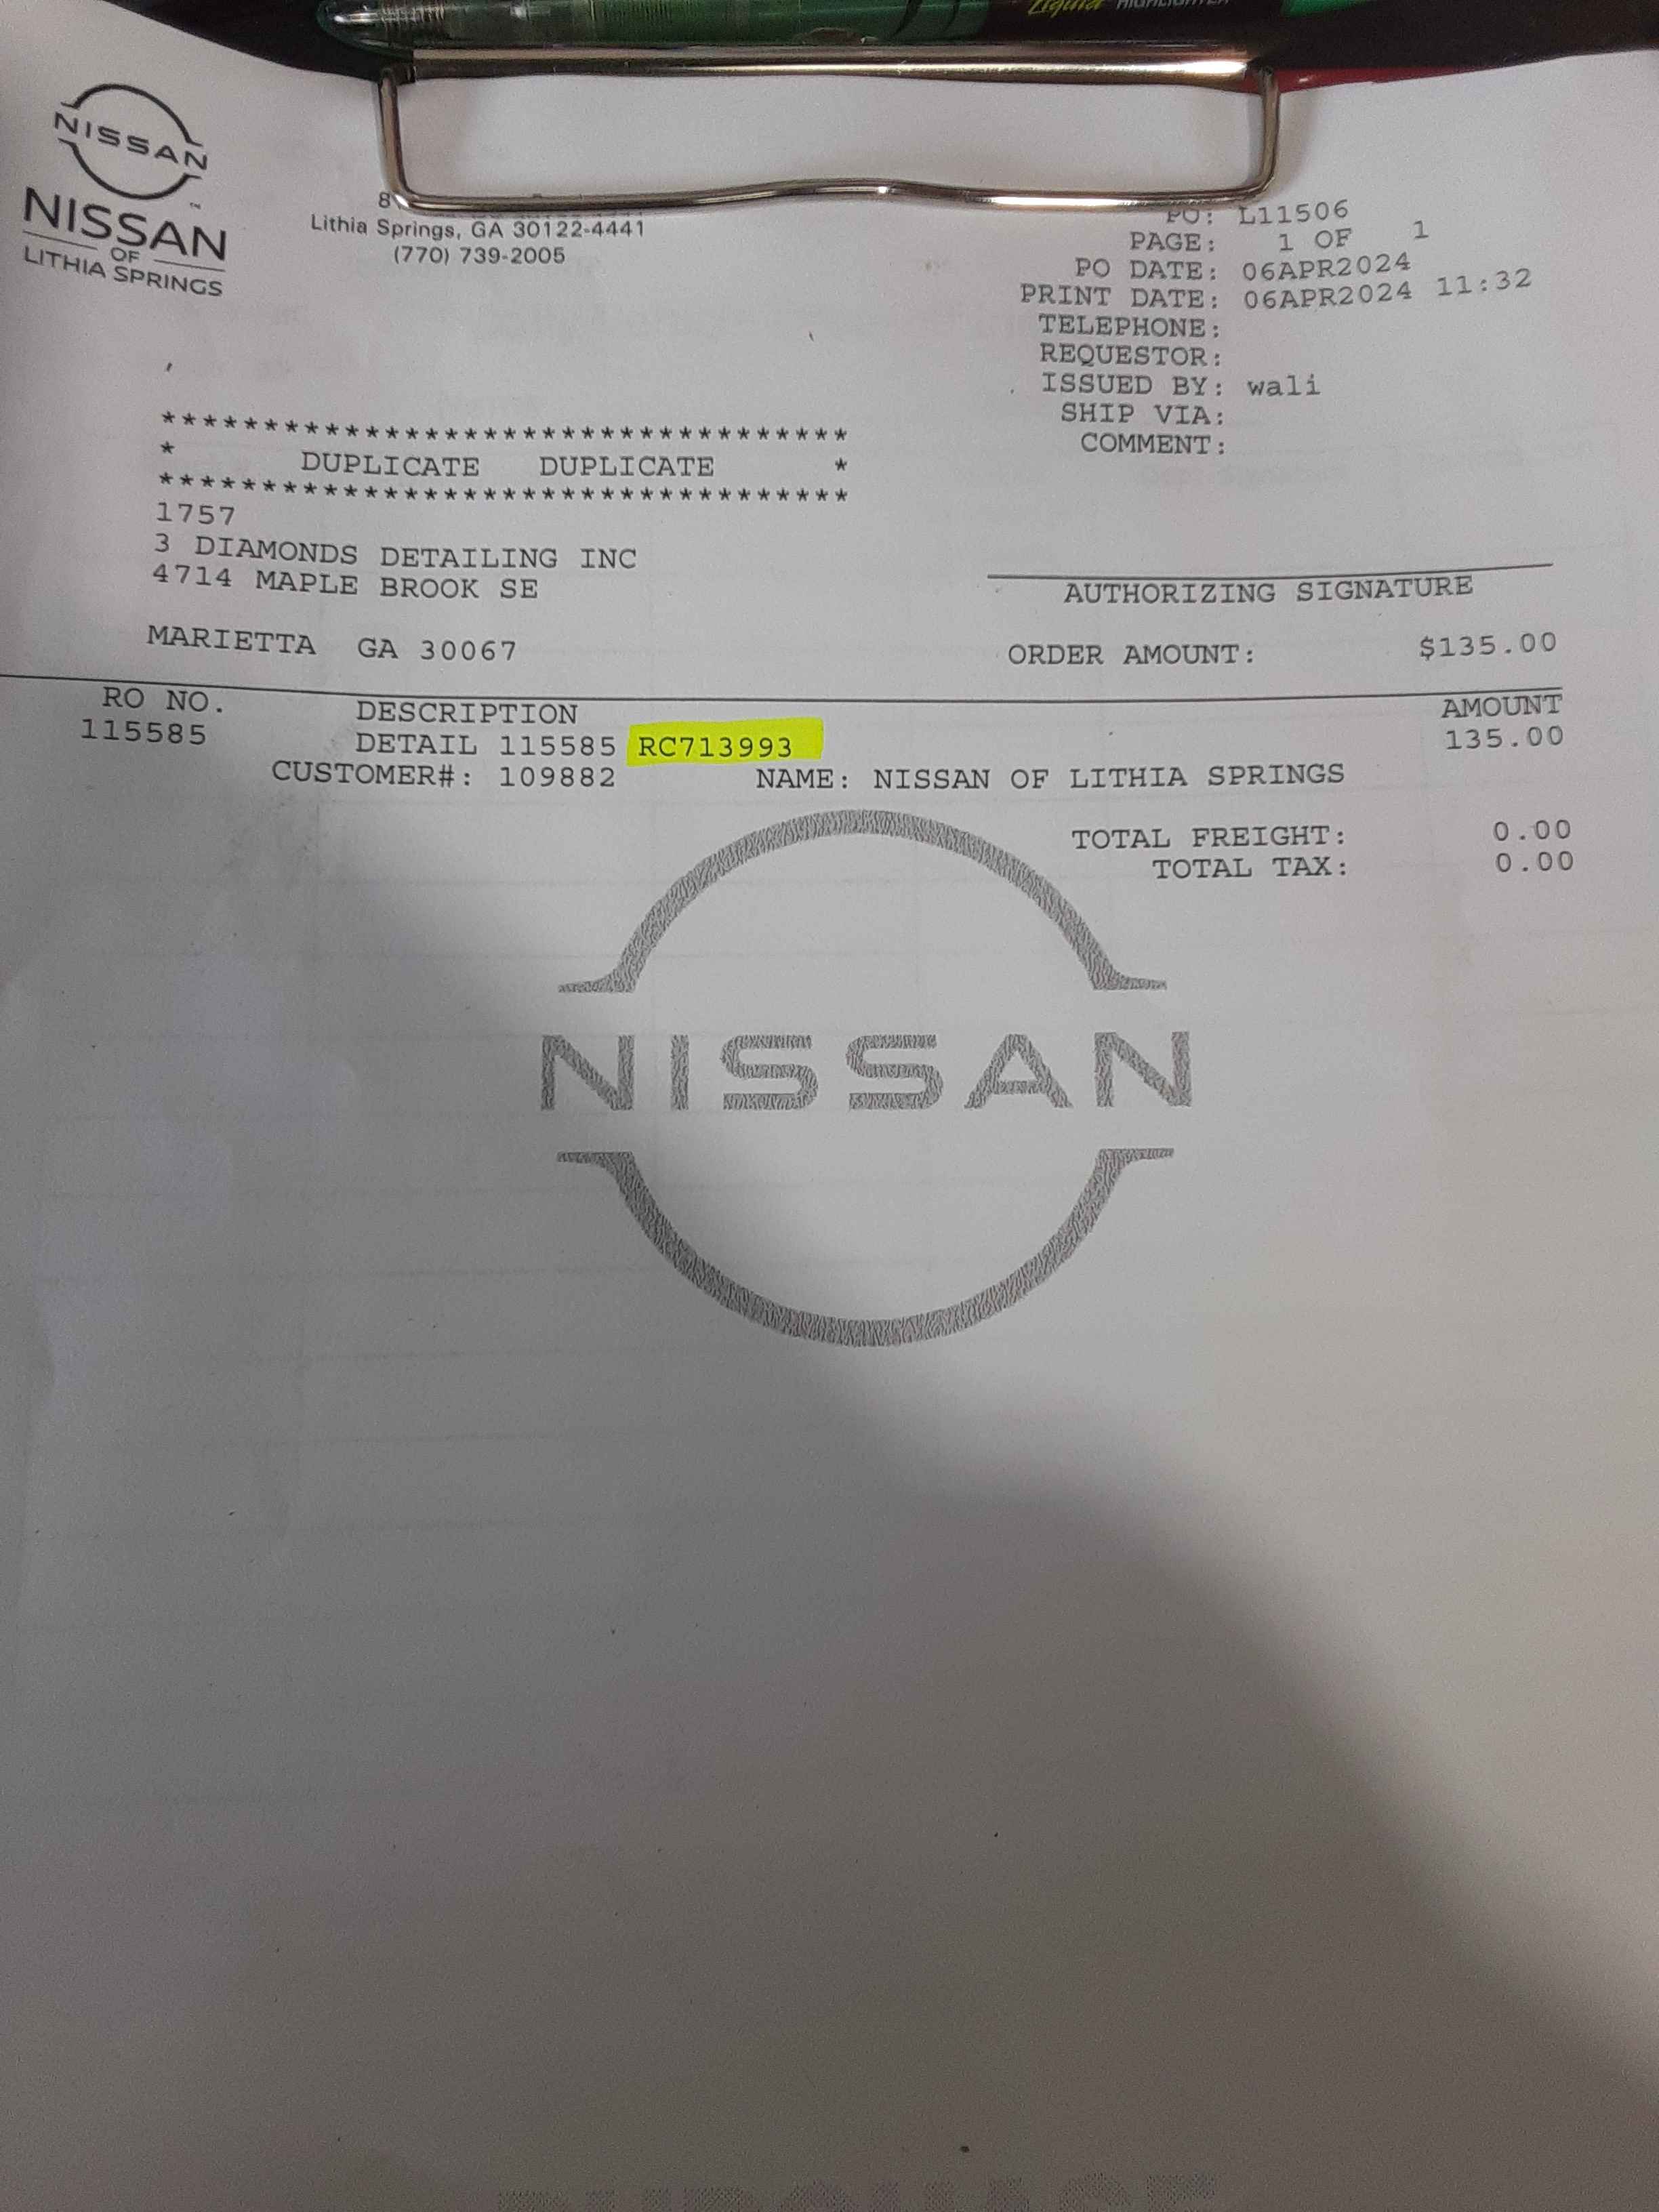 Liquid HIGHLIGHTER
NISSAN
NISSAN
OF
LITHIA SPRINGS
Lithia Springs, GA 30122-4441
(770) 739-2005
PO: L11506
PAGE: 1 OF 1
PO DATE: 06APR2024
PRINT DATE: 06APR2024 11:32
TELEPHONE:
REQUESTOR:
ISSUED BY: wali
SHIP VIA:
COMMENT:
**********************************
* DUPLICATE DUPLICATE *
**********************************
1757
3 DIAMONDS DETAILING INC
4714 MAPLE BROOK SE
MARIETTA GA 30067
AUTHORIZING SIGNATURE
ORDER AMOUNT: $135.00
RO NO. DESCRIPTION AMOUNT
115585 DETAIL 115585 RC713993 135.00
CUSTOMER#: 109882 NAME: NISSAN OF LITHIA SPRINGS
TOTAL FREIGHT: 0.00
TOTAL TAX: 0.00
NISSAN